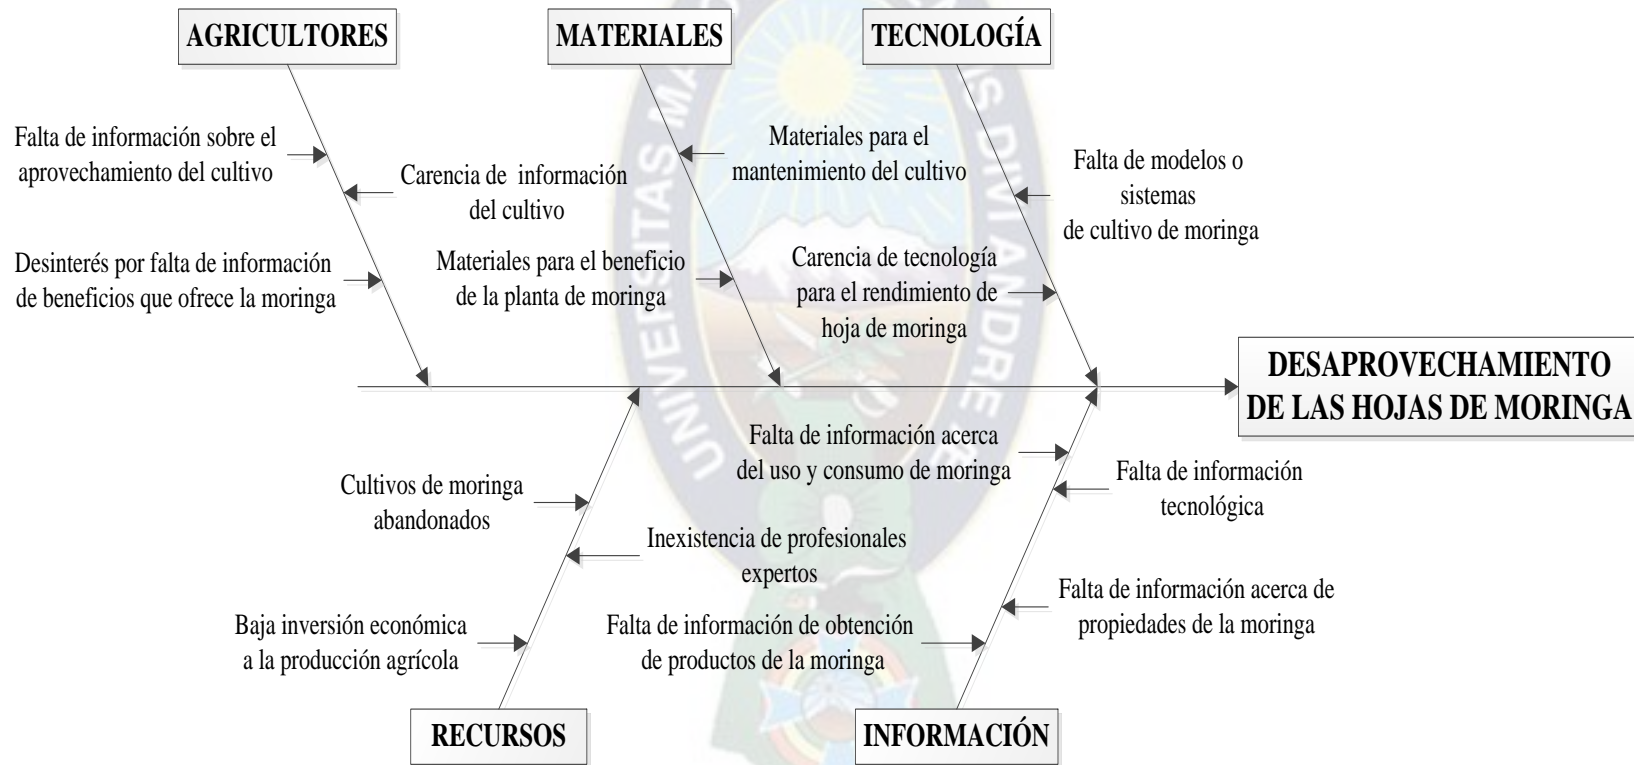 AGRICULTORES
MATERIALES
TECNOLOGÍA
Falta de información sobre el
aprovechamiento del cultivo
Carencia de información
del cultivo
Desinterés por falta de información
de beneficios que ofrece la moringa
Materiales para el
mantenimiento del cultivo
Materiales para el beneficio
de la planta de moringa
Falta de modelos o
sistemas
de cultivo de moringa
Carencia de tecnología
para el rendimiento de
hoja de moringa
DESAPROVECHAMIENTO
DE LAS HOJAS DE MORINGA
Cultivos de moringa
abandonados
Inexistencia de profesionales
expertos
Baja inversión económica
a la producción agrícola
Falta de información acerca
del uso y consumo de moringa
Falta de información
tecnológica
Falta de información acerca de
propiedades de la moringa
Falta de información de obtención
de productos de la moringa
RECURSOS
INFORMACIÓN
UNIVERSITAS
DIVI ANDRE Æ